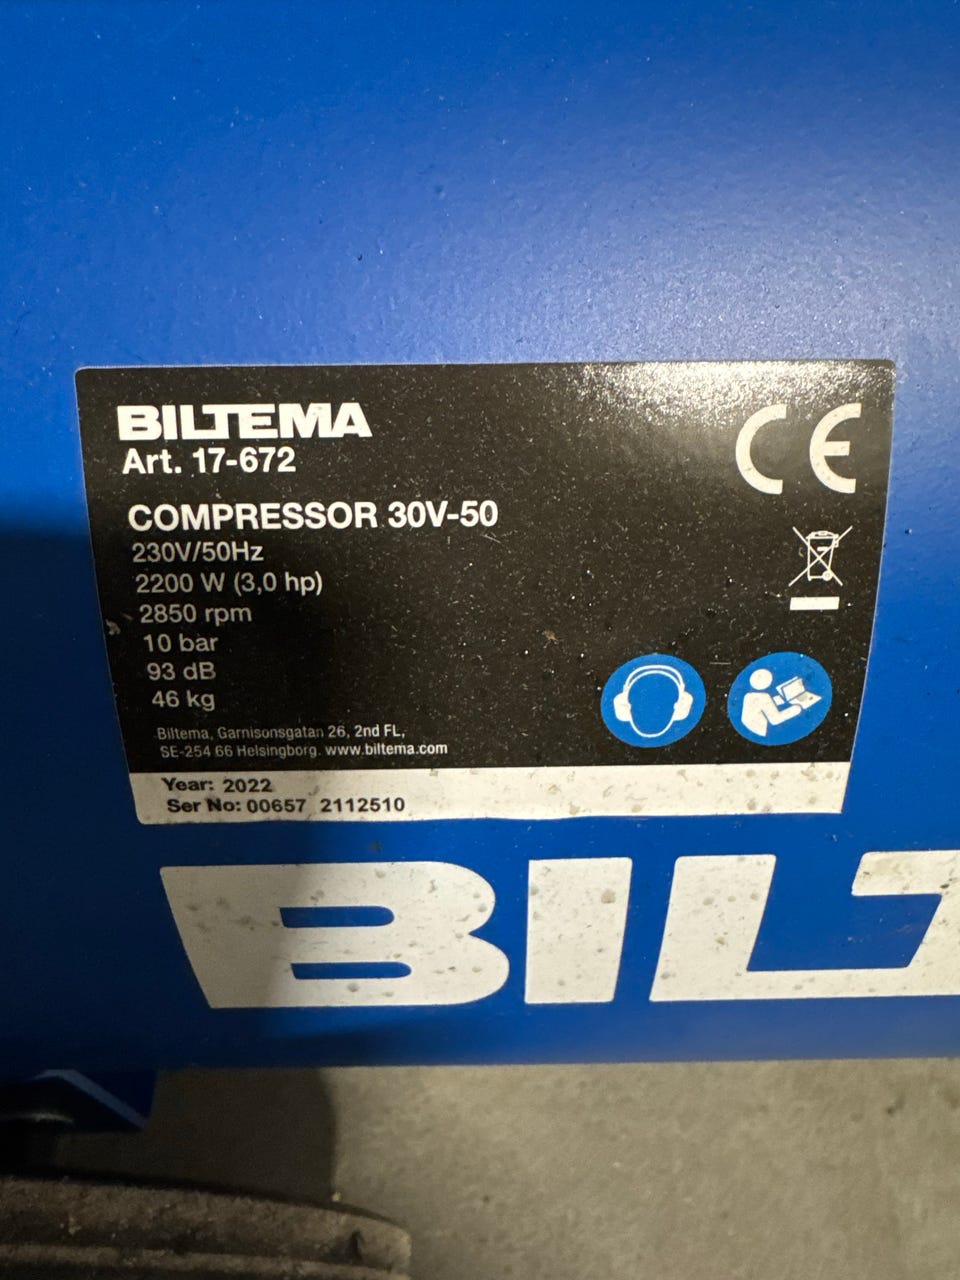 BILTEMA
Art. 17-672
CE
COMPRESSOR 30V-50
230V/50Hz
2200 W (3,0 hp)
2850 rpm
10 bar
93 dB
46 kg
Biltema, Garnisonsgatan 26, 2nd FL,
SE-254 66 Helsingborg. www.biltema.com
Year: 2022
Ser No: 00657 2112510
BILT